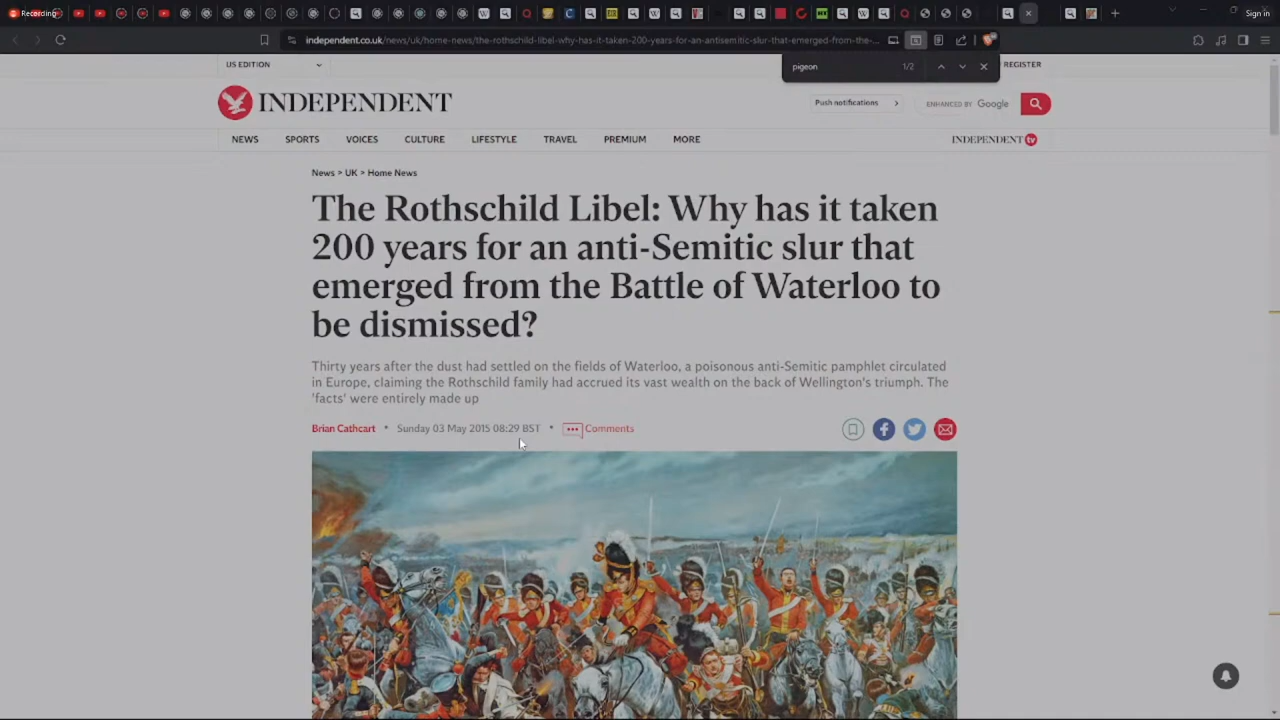 Recording
Sign in
independent.co.uk/news/uk/home-news/the-rothschild-libel-why-has-it-taken-200-years-for-an-antisemitic-slur-that-emerged-from-the-...
pigeon 1/2
US EDITION
REGISTER
INDEPENDENT
Push notifications
ENHANCED BY Google
NEWS SPORTS VOICES CULTURE LIFESTYLE TRAVEL PREMIUM MORE
INDEPENDENT tv
News > UK > Home News
The Rothschild Libel: Why has it taken
200 years for an anti-Semitic slur that
emerged from the Battle of Waterloo to
be dismissed?
Thirty years after the dust had settled on the fields of Waterloo, a poisonous anti-Semitic pamphlet circulated
in Europe, claiming the Rothschild family had accrued its vast wealth on the back of Wellington's triumph. The
'facts' were entirely made up
Brian Cathcart • Sunday 03 May 2015 08:29 BST • Comments